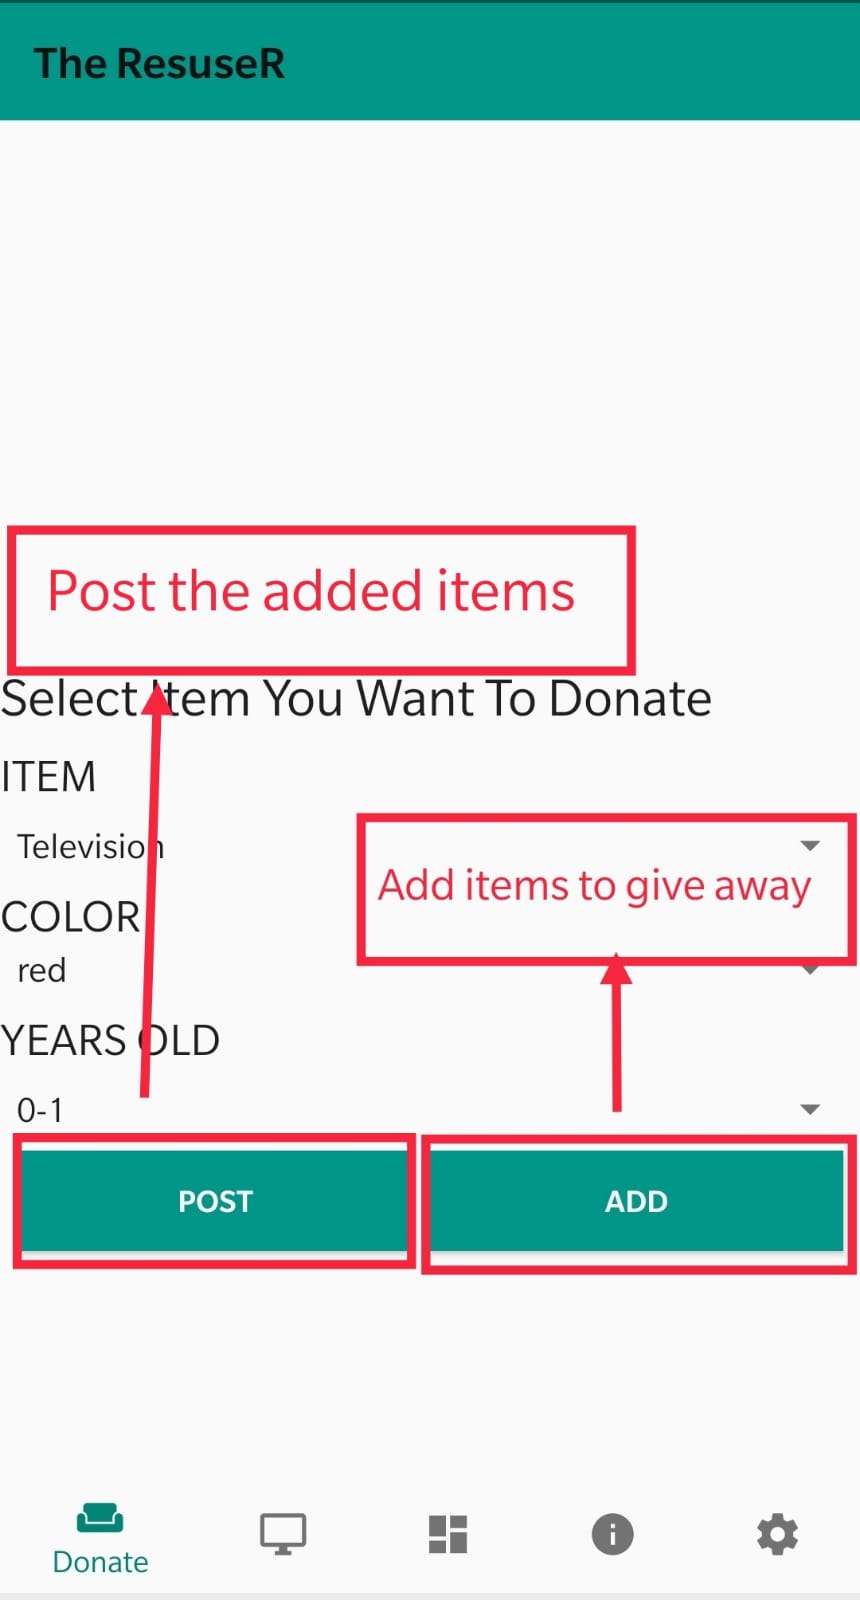 The ResuseR
Post the added items
Select Item You Want To Donate
ITEM
Television
Add items to give away
COLOR
red
YEARS OLD
0-1
POST
ADD
Donate